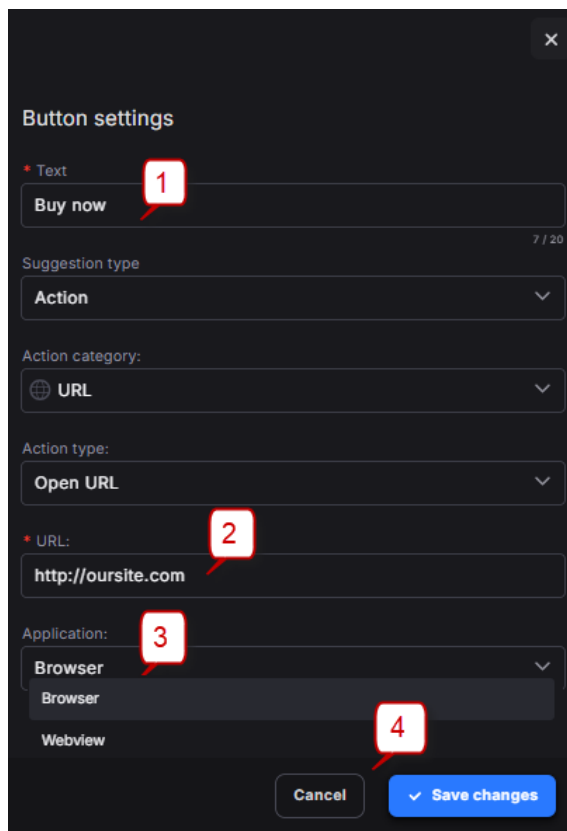 Button settings
* Text
1
Buy now
7 / 20
Suggestion type
Action
Action category:
URL
Action type:
Open URL
2
* URL:
http://oursite.com
3
Application:
Browser
Browser
4
Webview
Cancel
Save changes